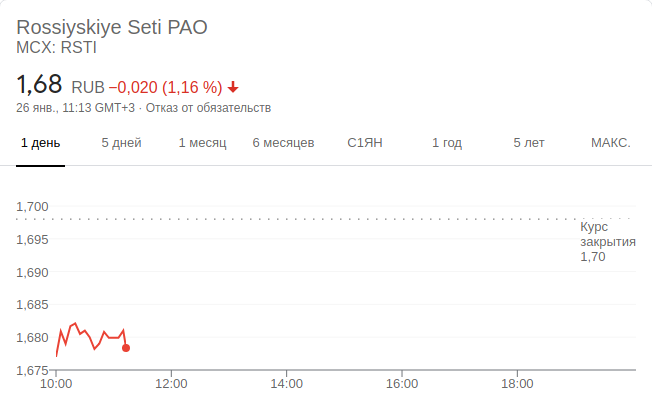 Rossiyskiye Seti PAO
MCX: RSTI
1,68 RUB −0,020 (1,16 %)
26 янв., 11:13 GMT+3 · Отказ от обязательств
1 день 5 дней 1 месяц 6 месяцев С1ЯН 1 год 5 лет МАКС.
1,700
Курс
1,695
закрытия
1,70
1,690
1,685
1,680
1,675
10:00 12:00 14:00 16:00 18:00